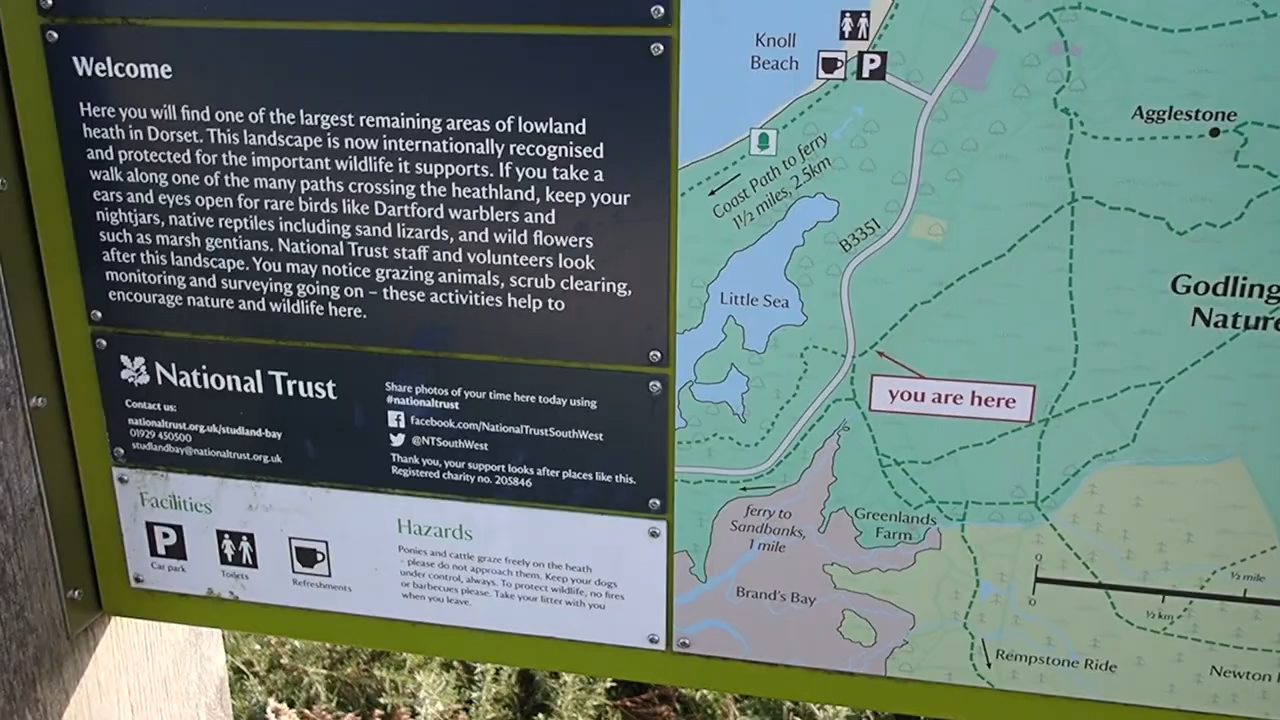 Welcome
Here you will find one of the largest remaining areas of lowland
heath in Dorset. This landscape is now internationally recognised
and protected for the important wildlife it supports. If you take a
walk along one of the many paths crossing the heathland, keep your
ears and eyes open for rare birds like Dartford warblers and
nightjars, native reptiles including sand lizards, and wild flowers
such as marsh gentians. National Trust staff and volunteers look
after this landscape. You may notice grazing animals, scrub clearing,
monitoring and surveying going on – these activities help to
encourage nature and wildlife here.
National Trust
Contact us:
nationaltrust.org.uk/studland-bay
01929 450500
studlandbay@nationaltrust.org.uk
Share photos of your time here today using
#nationaltrust
facebook.com/NationalTrustSouthWest
@NTSouthWest
Thank you, your support looks after places like this.
Registered charity no. 205846
Facilities
P
Car park
Toilets
Refreshments
Hazards
Ponies and cattle graze freely on the heath
- please do not approach them. Keep your dogs
under control, always. To protect wildlife, no fires
or barbecues please. Take your litter with you
when you leave.
Knoll
Beach
P
Agglestone
Coast Path to ferry
1½ miles, 2.5km
B3351
Little Sea
Godling
Nature
you are here
ferry to
Sandbanks,
1 mile
Greenlands
Farm
Brand's Bay
0
½ mile
0
½ km
Rempstone Ride
Newton